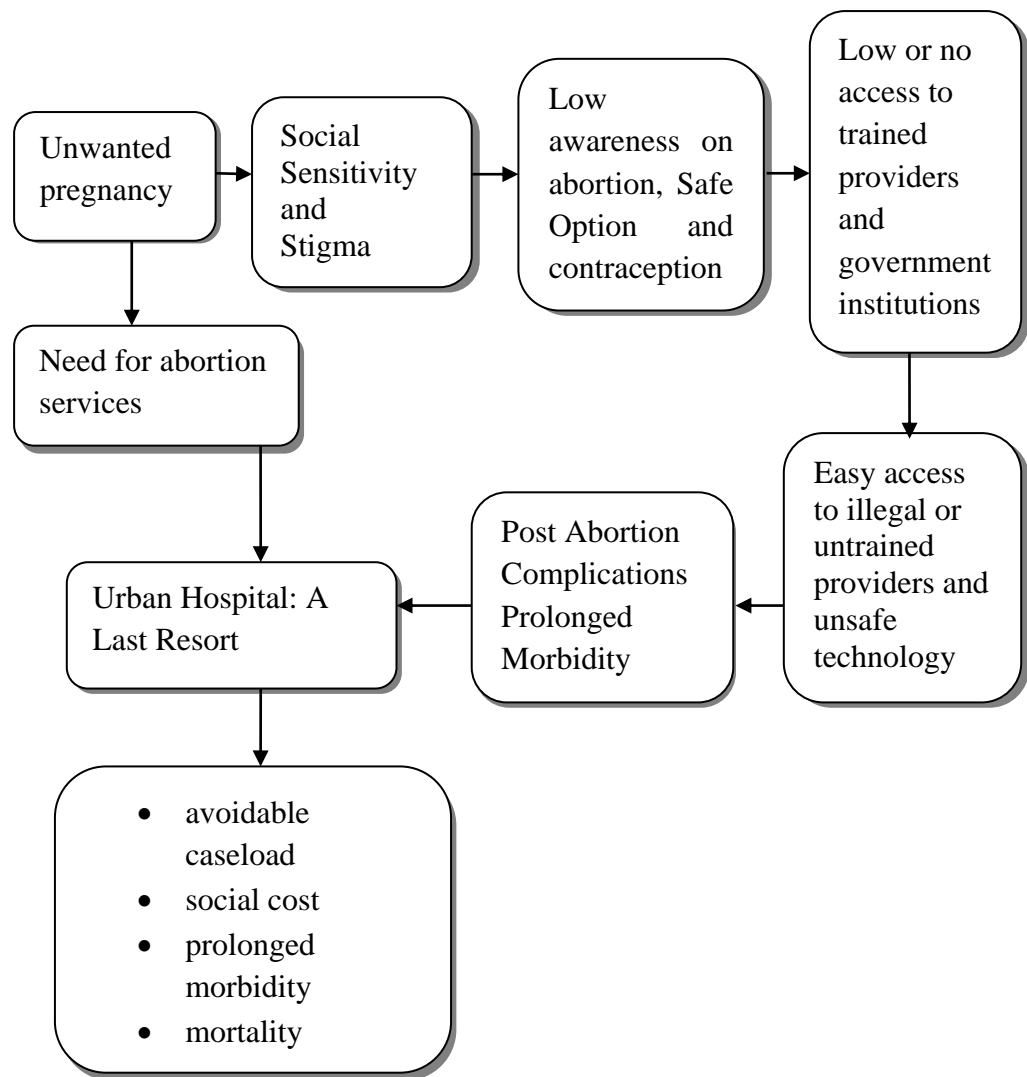 Unwanted
pregnancy
Social
Sensitivity
and
Stigma
Low
awareness on
abortion, Safe
Option and
contraception
Low or no
access to
trained
providers
and
government
institutions
Need for abortion
services
Easy access
to illegal or
untrained
providers and
unsafe
technology
Post Abortion
Complications
Prolonged
Morbidity
Urban Hospital: A
Last Resort
• avoidable
caseload
• social cost
• prolonged
morbidity
• mortality